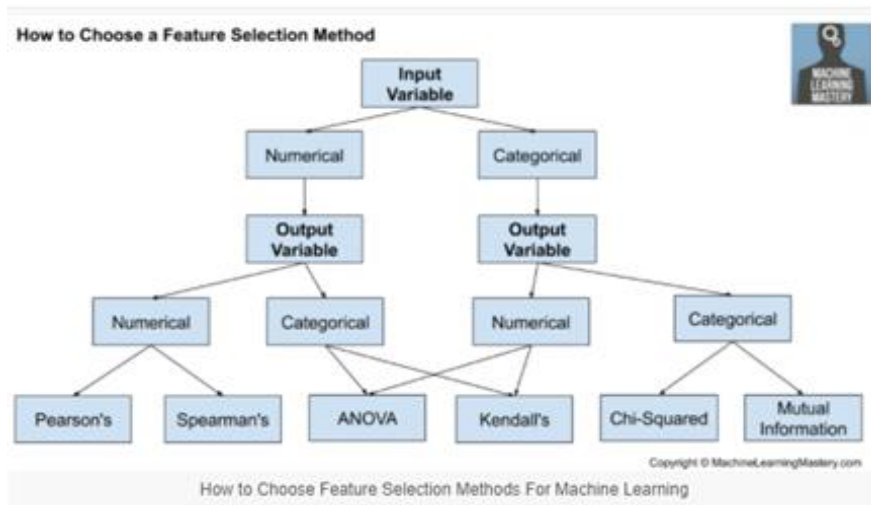 How to Choose a Feature Selection Method
MACHINE
LEARNING
MASTERY
Input
Variable
Numerical
Categorical
Output
Variable
Output
Variable
Numerical
Categorical
Numerical
Categorical
Pearson's
Spearman's
ANOVA
Kendall's
Chi-Squared
Mutual
Information
Copyright © MachineLearningMastery.com
How to Choose Feature Selection Methods For Machine Learning